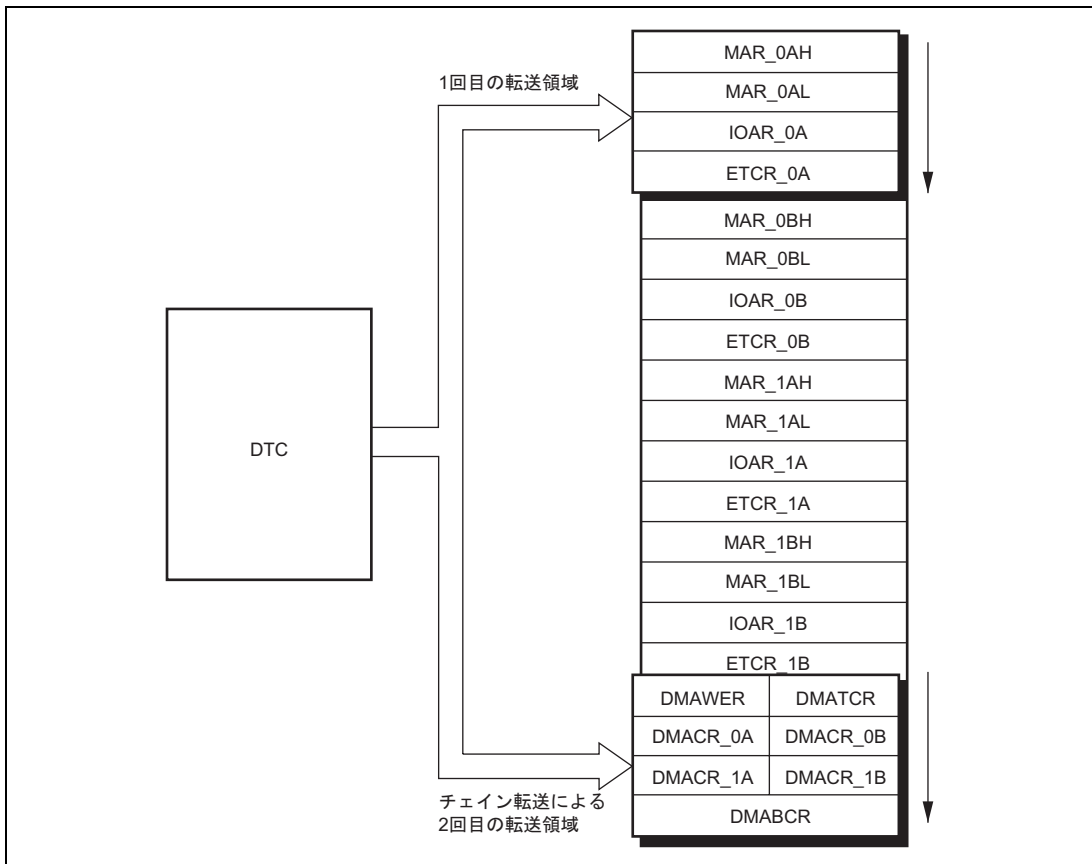 MAR_0AH
1回目の転送領域
MAR_0AL
IOAR_0A
ETCR_0A
MAR_0BH
MAR_0BL
IOAR_0B
ETCR_0B
MAR_1AH
MAR_1AL
DTC
IOAR_1A
ETCR_1A
MAR_1BH
MAR_1BL
IOAR_1B
ETCR_1B
DMAWER DMATCR
DMACR_0A DMACR_0B
DMACR_1A DMACR_1B
チェイン転送による
2回目の転送領域
DMABCR